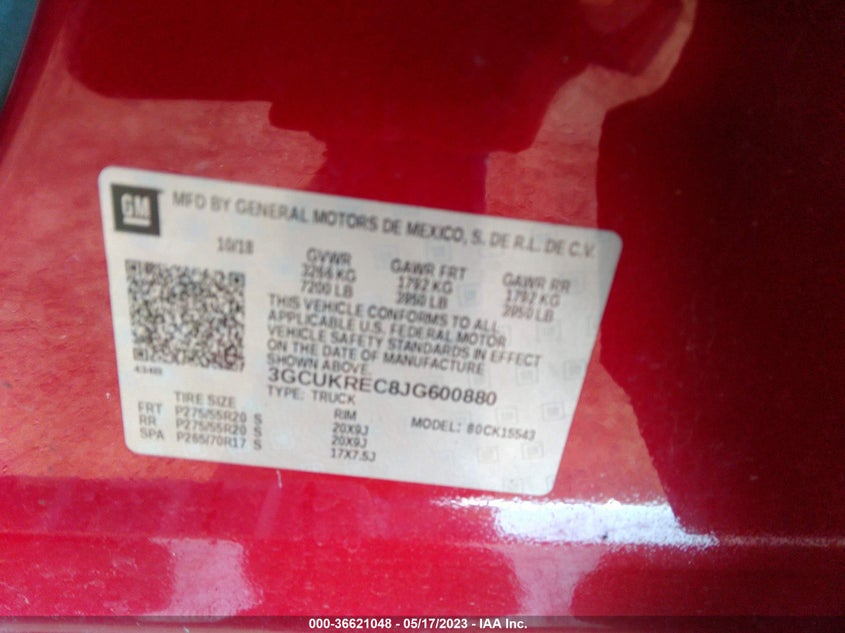 GM
MFD BY GENERAL MOTORS DE MEXICO, S. DE R.L. DE C.V.
10/18 GVWR GAWR FRT GAWR RR
3266 KG 1792 KG 1792 KG
7200 LB 3950 LB 3950 LB
THIS VEHICLE CONFORMS TO ALL
APPLICABLE U.S. FEDERAL MOTOR
VEHICLE SAFETY STANDARDS IN EFFECT
ON THE DATE OF MANUFACTURE
SHOWN ABOVE.
3GCUKREC8JG600880
TYPE: TRUCK MODEL: 80CK15543
TIRE SIZE RIM
FRT P275/55R20 S 20X9J
RR P275/55R20 S 20X9J
SPA P265/70R17 S 17X7.5J
000-36621048 - 05/17/2023 - IAA Inc.